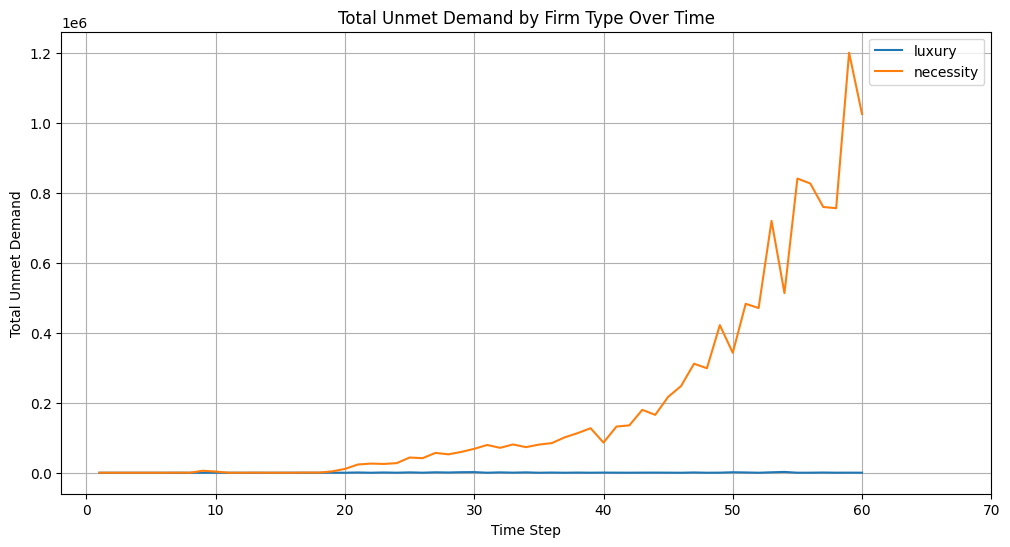 Total Unmet Demand by Firm Type Over Time
1e6
luxury
necessity
1.2
1.0
0.8
0.6
0.4
0.2
0.0
Total Unmet Demand
0 10 20 30 40 50 60 70
Time Step